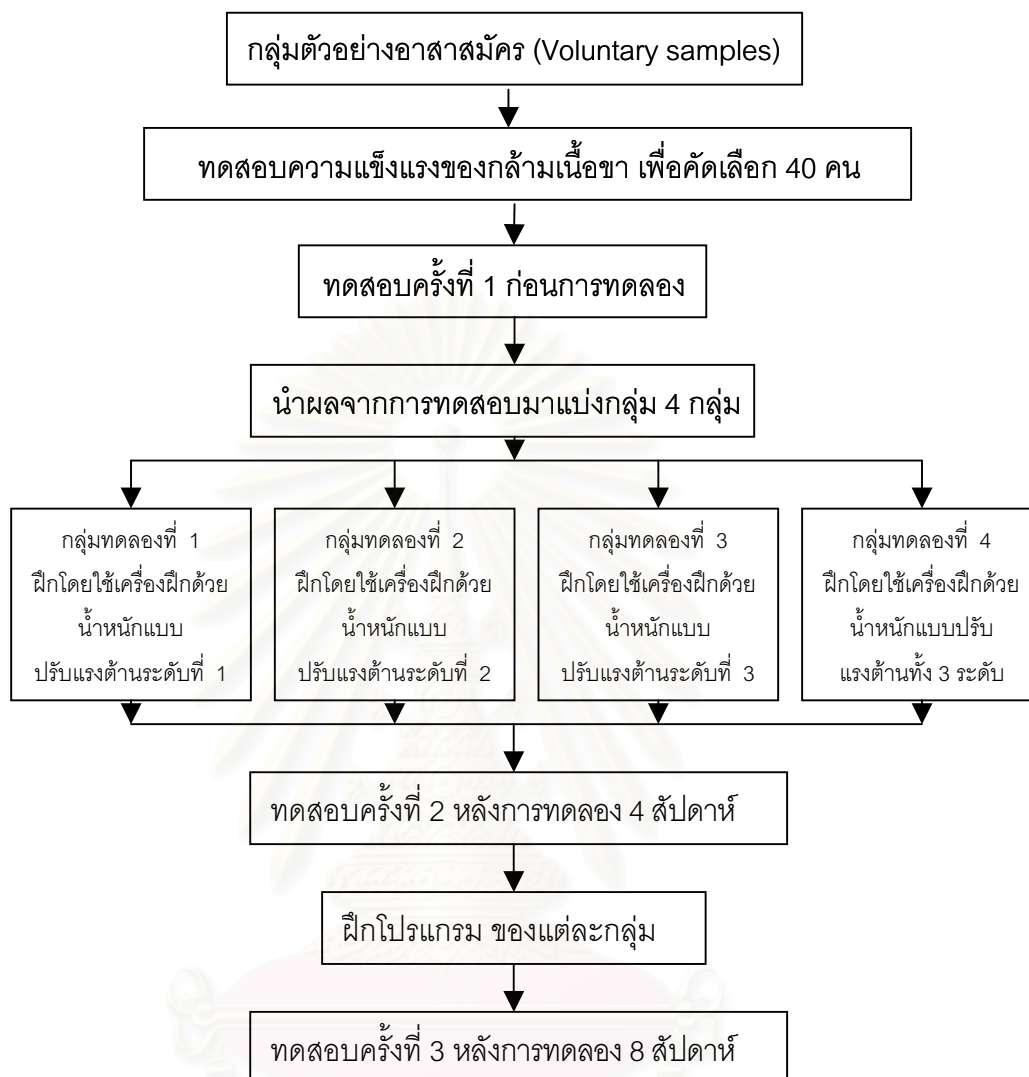 กลุ่มตัวอย่างอาสาสมัคร (Voluntary samples)
ทดสอบความแข็งแรงของกล้ามเนื้อขา เพื่อคัดเลือก 40 คน
ทดสอบครั้งที่ 1 ก่อนการทดลอง
นำผลจากการทดสอบมาแบ่งกลุ่ม 4 กลุ่ม
กลุ่มทดลองที่ 1
ฝึกโดยใช้เครื่องฝึกด้วย
น้ำหนักแบบ
ปรับแรงต้านระดับที่ 1
กลุ่มทดลองที่ 2
ฝึกโดยใช้เครื่องฝึกด้วย
น้ำหนักแบบ
ปรับแรงต้านระดับที่ 2
กลุ่มทดลองที่ 3
ฝึกโดยใช้เครื่องฝึกด้วย
น้ำหนักแบบ
ปรับแรงต้านระดับที่ 3
กลุ่มทดลองที่ 4
ฝึกโดยใช้เครื่องฝึกด้วย
น้ำหนักแบบปรับ
แรงต้านทั้ง 3 ระดับ
ทดสอบครั้งที่ 2 หลังการทดลอง 4 สัปดาห์
ฝึกโปรแกรม ของแต่ละกลุ่ม
ทดสอบครั้งที่ 3 หลังการทดลอง 8 สัปดาห์